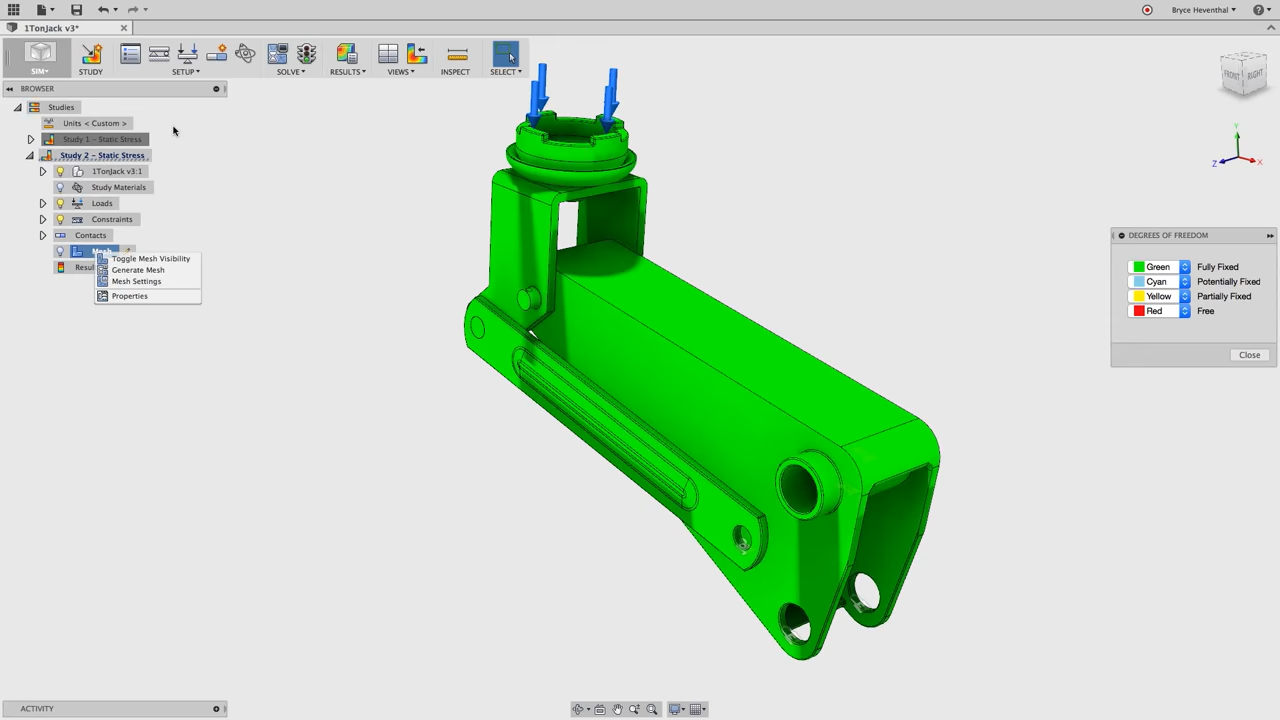 Bryce Heventhal
1TonJack v3*
SIM
STUDY
SETUP
SOLVE
RESULTS
VIEWS
INSPECT
SELECT
BROWSER
Studies
Units < Custom >
Study 1 - Static Stress
Study 2 - Static Stress
1TonJack v3:1
Study Materials
Loads
Constraints
Contacts
Toggle Mesh Visibility
Generate Mesh
Mesh Settings
Properties
FRONT RIGHT
Y
Z X
DEGREES OF FREEDOM
Green Fully Fixed
Cyan Potentially Fixed
Yellow Partially Fixed
Red Free
Close
ACTIVITY